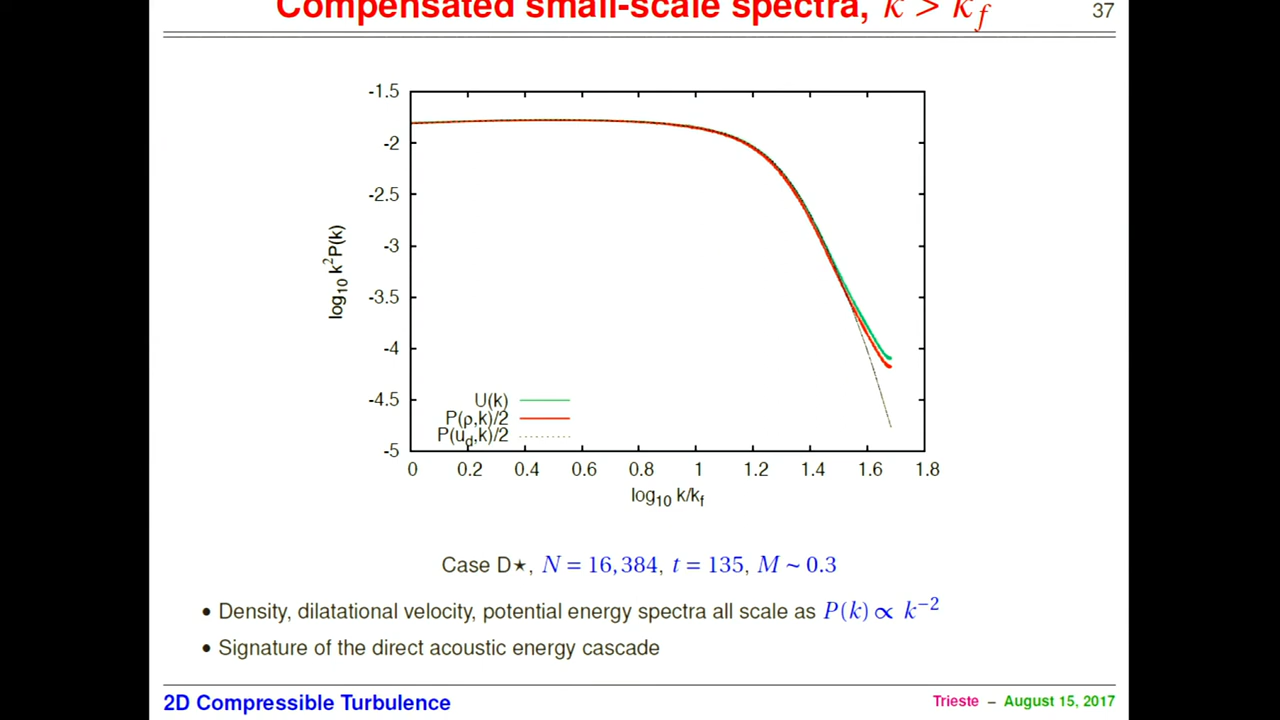 Compensated small-scale spectra, k > k_f
37
-1.5
-2
-2.5
-3
-3.5
-4
-4.5
-5
log₁₀ k²P(k)
U(k)
P(ρ,k)/2
P(u_d,k)/2
0 0.2 0.4 0.6 0.8 1 1.2 1.4 1.6 1.8
log₁₀ k/k_f
Case D★, N = 16,384, t = 135, M ~ 0.3
• Density, dilatational velocity, potential energy spectra all scale as P(k) ∝ k⁻²
• Signature of the direct acoustic energy cascade
2D Compressible Turbulence
Trieste – August 15, 2017